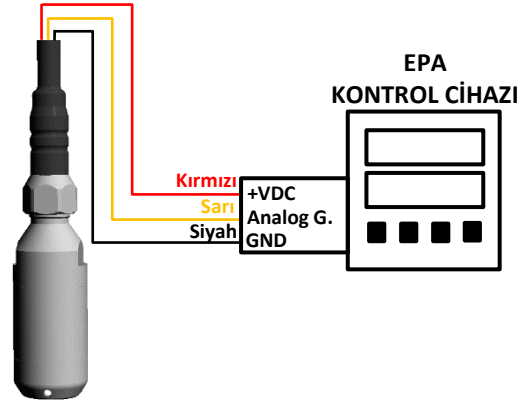 EPA
KONTROL CİHAZI
Kırmızı
+VDC
Sarı
Analog G.
Siyah
GND